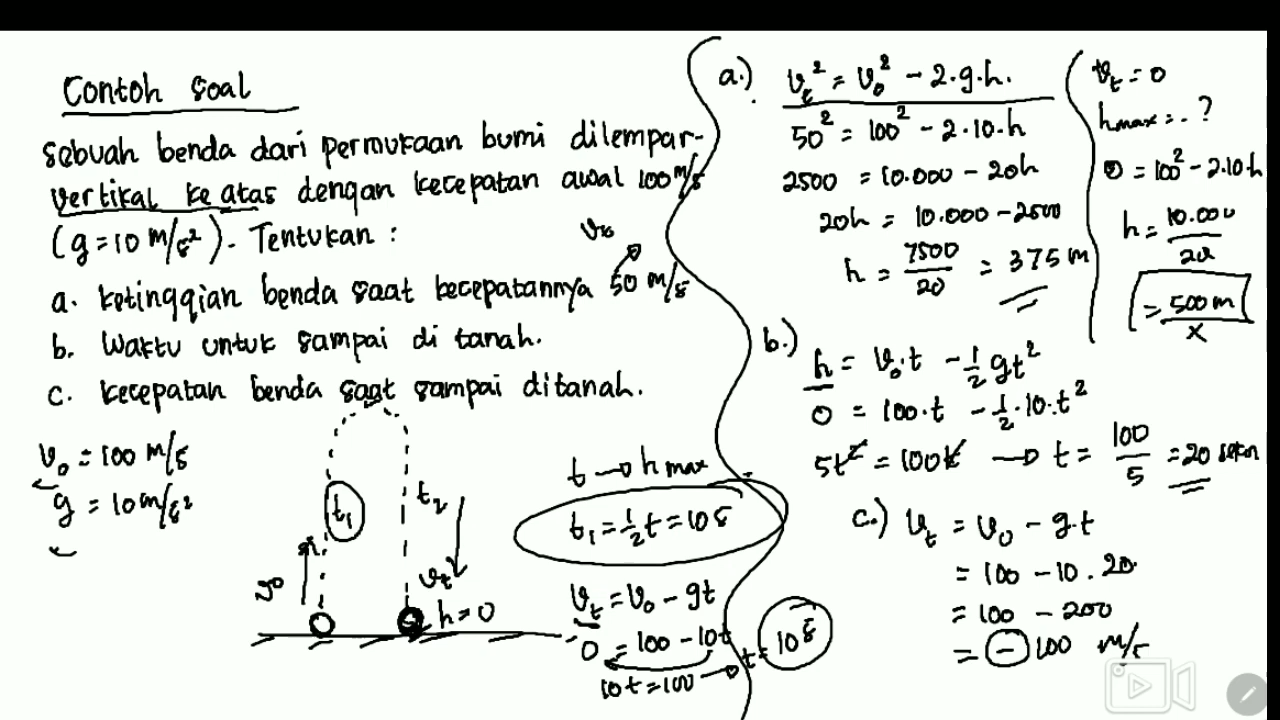 Contoh soal
Sebuah benda dari permukaan bumi dilempar
vertikal ke atas dengan kecepatan awal 100 m/s
(g = 10 m/s²). Tentukan :
a. ketinggian benda saat kecepatannya 50 m/s
b. Waktu untuk sampai di tanah.
c. kecepatan benda saat sampai ditanah.
v₀ = 100 m/s
g = 10 m/s²
t₁
t₂
v₀
vt
h = 0
t → h max
t₁ = ½ t = 10 s
vt = v₀ - gt
0 = 100 - 10t
10t = 100 → t = 10 s
a.) vt² = v₀² - 2.g.h.
50² = 100² - 2.10.h
2500 = 10.000 - 20h
20h = 10.000 - 2500
h = 7500/20 = 375 m
vt = 0
hmax = . . ?
0 = 100² - 2.10h
h = 10.000/20
= 500 m
x
b.) h = v₀.t - ½ gt²
0 = 100.t - ½.10.t²
5t² = 100t → t = 100/5 = 20 sekon
c.) vt = v₀ - g.t
= 100 - 10.20
= 100 - 200
= - 100 m/s